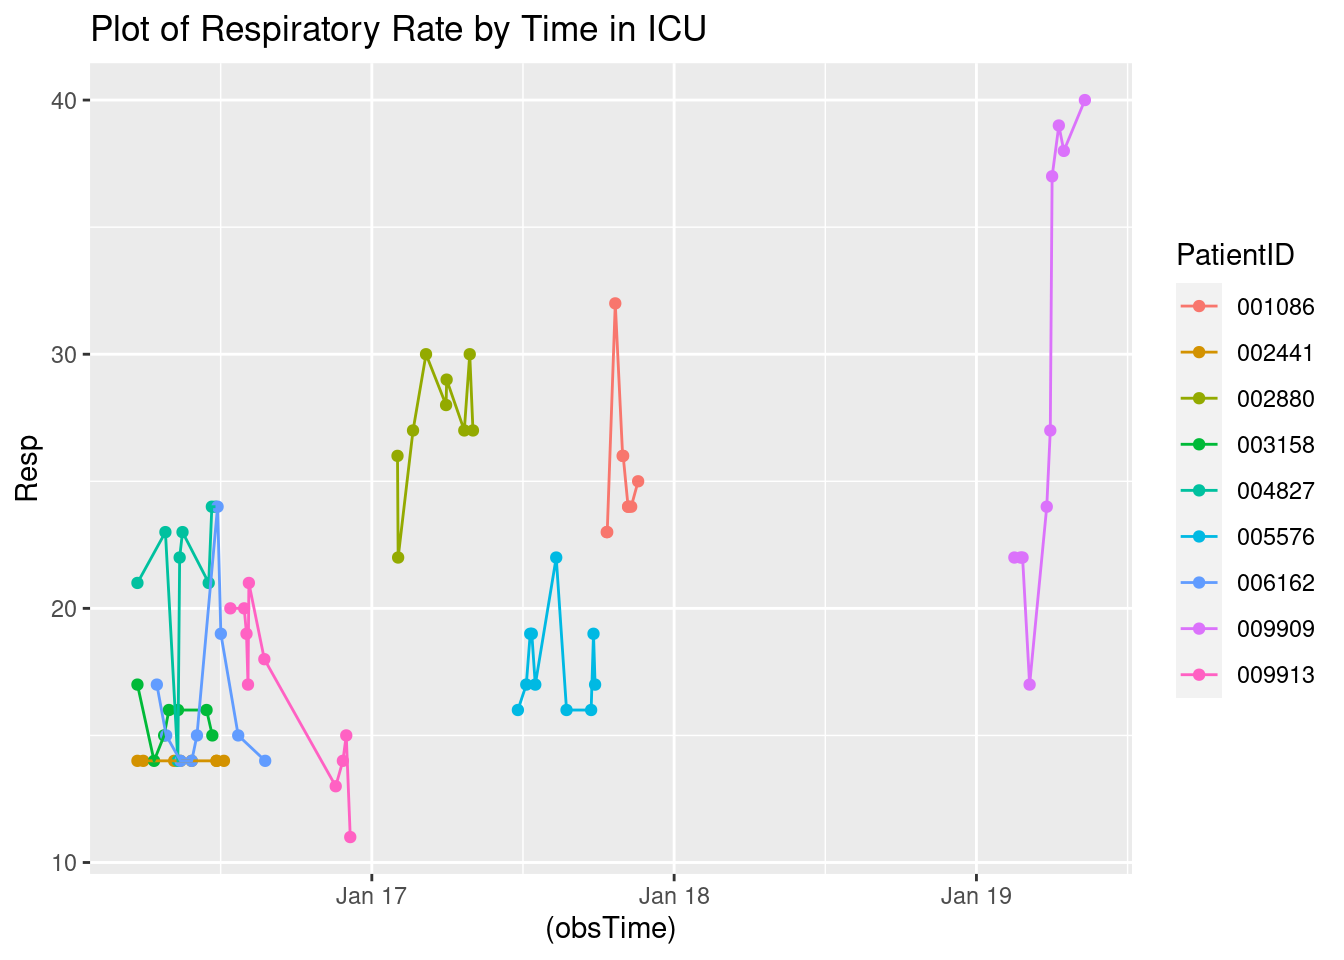 Plot of Respiratory Rate by Time in ICU
40
30
20
10
Resp
Jan 17
Jan 18
Jan 19
(obsTime)
PatientID
001086
002441
002880
003158
004827
005576
006162
009909
009913